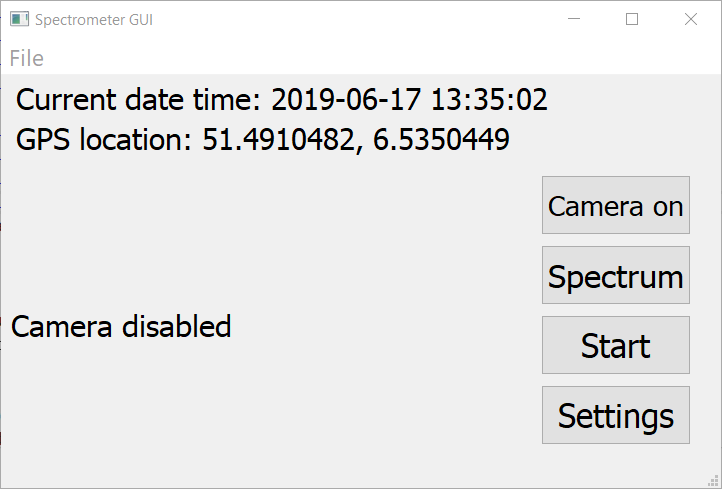 Spectrometer GUI
File
Current date time: 2019-06-17 13:35:02
GPS location: 51.4910482, 6.5350449
Camera on
Spectrum
Camera disabled
Start
Settings